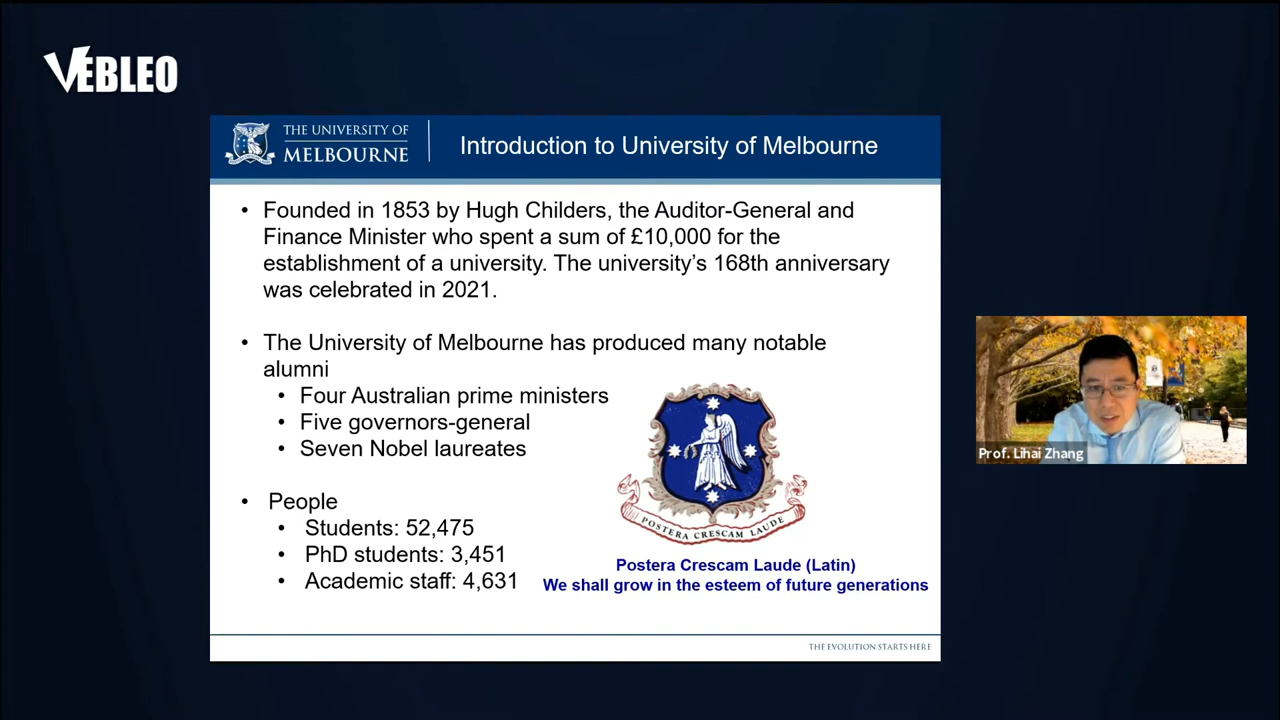 VEBLEO
THE UNIVERSITY OF
MELBOURNE
Introduction to University of Melbourne
• Founded in 1853 by Hugh Childers, the Auditor-General and
Finance Minister who spent a sum of £10,000 for the
establishment of a university. The university’s 168th anniversary
was celebrated in 2021.
• The University of Melbourne has produced many notable
alumni
• Four Australian prime ministers
• Five governors-general
• Seven Nobel laureates
• People
• Students: 52,475
• PhD students: 3,451
• Academic staff: 4,631
POSTERA CRESCAM LAUDE
Postera Crescam Laude (Latin)
We shall grow in the esteem of future generations
THE EVOLUTION STARTS HERE
Prof. Lihai Zhang